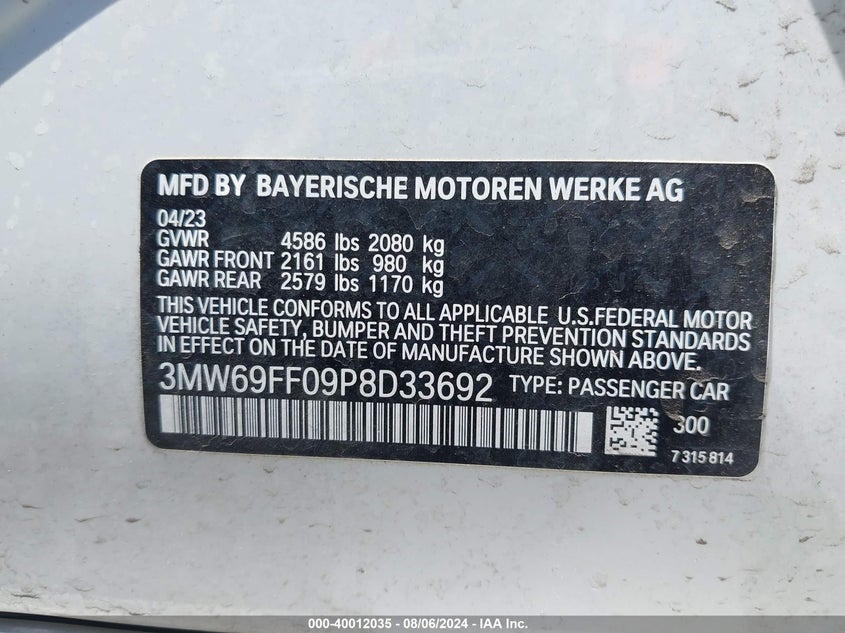 MFD BY BAYERISCHE MOTOREN WERKE AG
04/23
GVWR 4586 lbs 2080 kg
GAWR FRONT 2161 lbs 980 kg
GAWR REAR 2579 lbs 1170 kg
THIS VEHICLE CONFORMS TO ALL APPLICABLE U.S.FEDERAL MOTOR
VEHICLE SAFETY, BUMPER AND THEFT PREVENTION STANDARDS
IN EFFECT ON THE DATE OF MANUFACTURE SHOWN ABOVE.
3MW69FF09P8D33692 TYPE: PASSENGER CAR
300
7315814
000-40012035 - 08/06/2024 - IAA Inc.